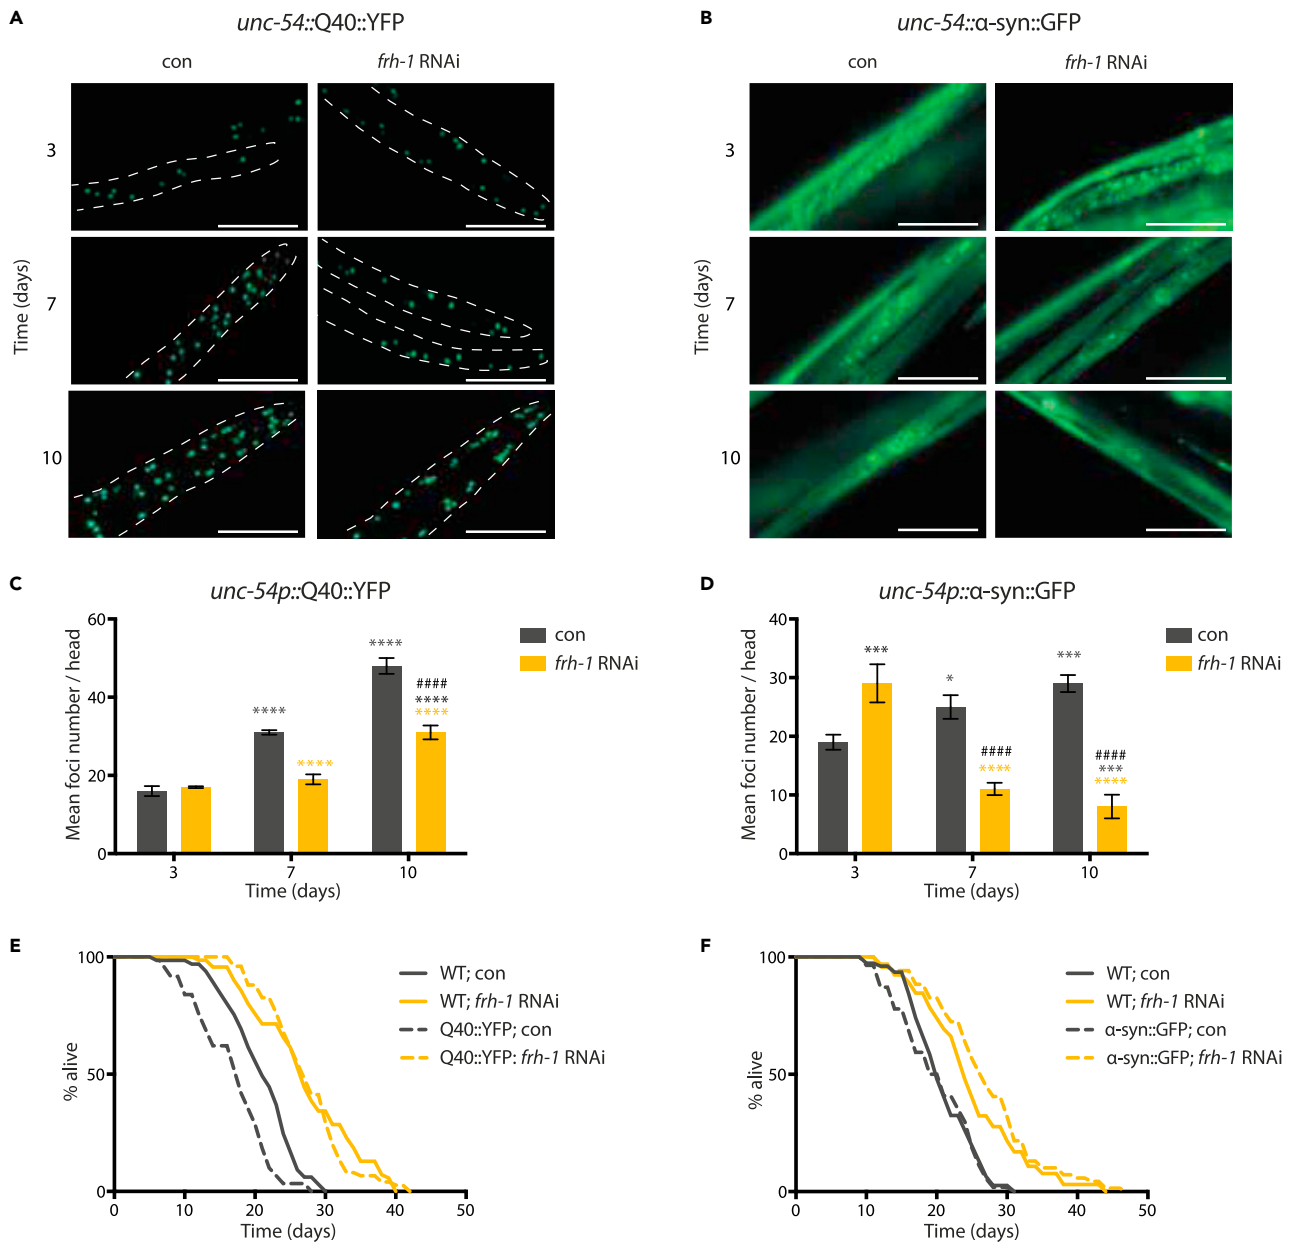 A
unc-54::Q40::YFP
con
frh-1 RNAi
3
7
10
Time (days)
B
unc-54::α-syn::GFP
con
frh-1 RNAi
3
7
10
Time (days)
C
unc-54p::Q40::YFP
Mean foci number / head
60
40
20
0
****
****
****
####
****
****
3
7
10
Time (days)
con
frh-1 RNAi
D
unc-54p::α-syn::GFP
Mean foci number / head
40
30
20
10
0
***
*
####
****
***
####
***
****
3
7
10
Time (days)
con
frh-1 RNAi
E
% alive
100
50
0
0
10
20
30
40
50
Time (days)
WT; con
WT; frh-1 RNAi
Q40::YFP; con
Q40::YFP: frh-1 RNAi
F
% alive
100
50
0
0
10
20
30
40
50
Time (days)
WT; con
WT; frh-1 RNAi
α-syn::GFP; con
α-syn::GFP; frh-1 RNAi